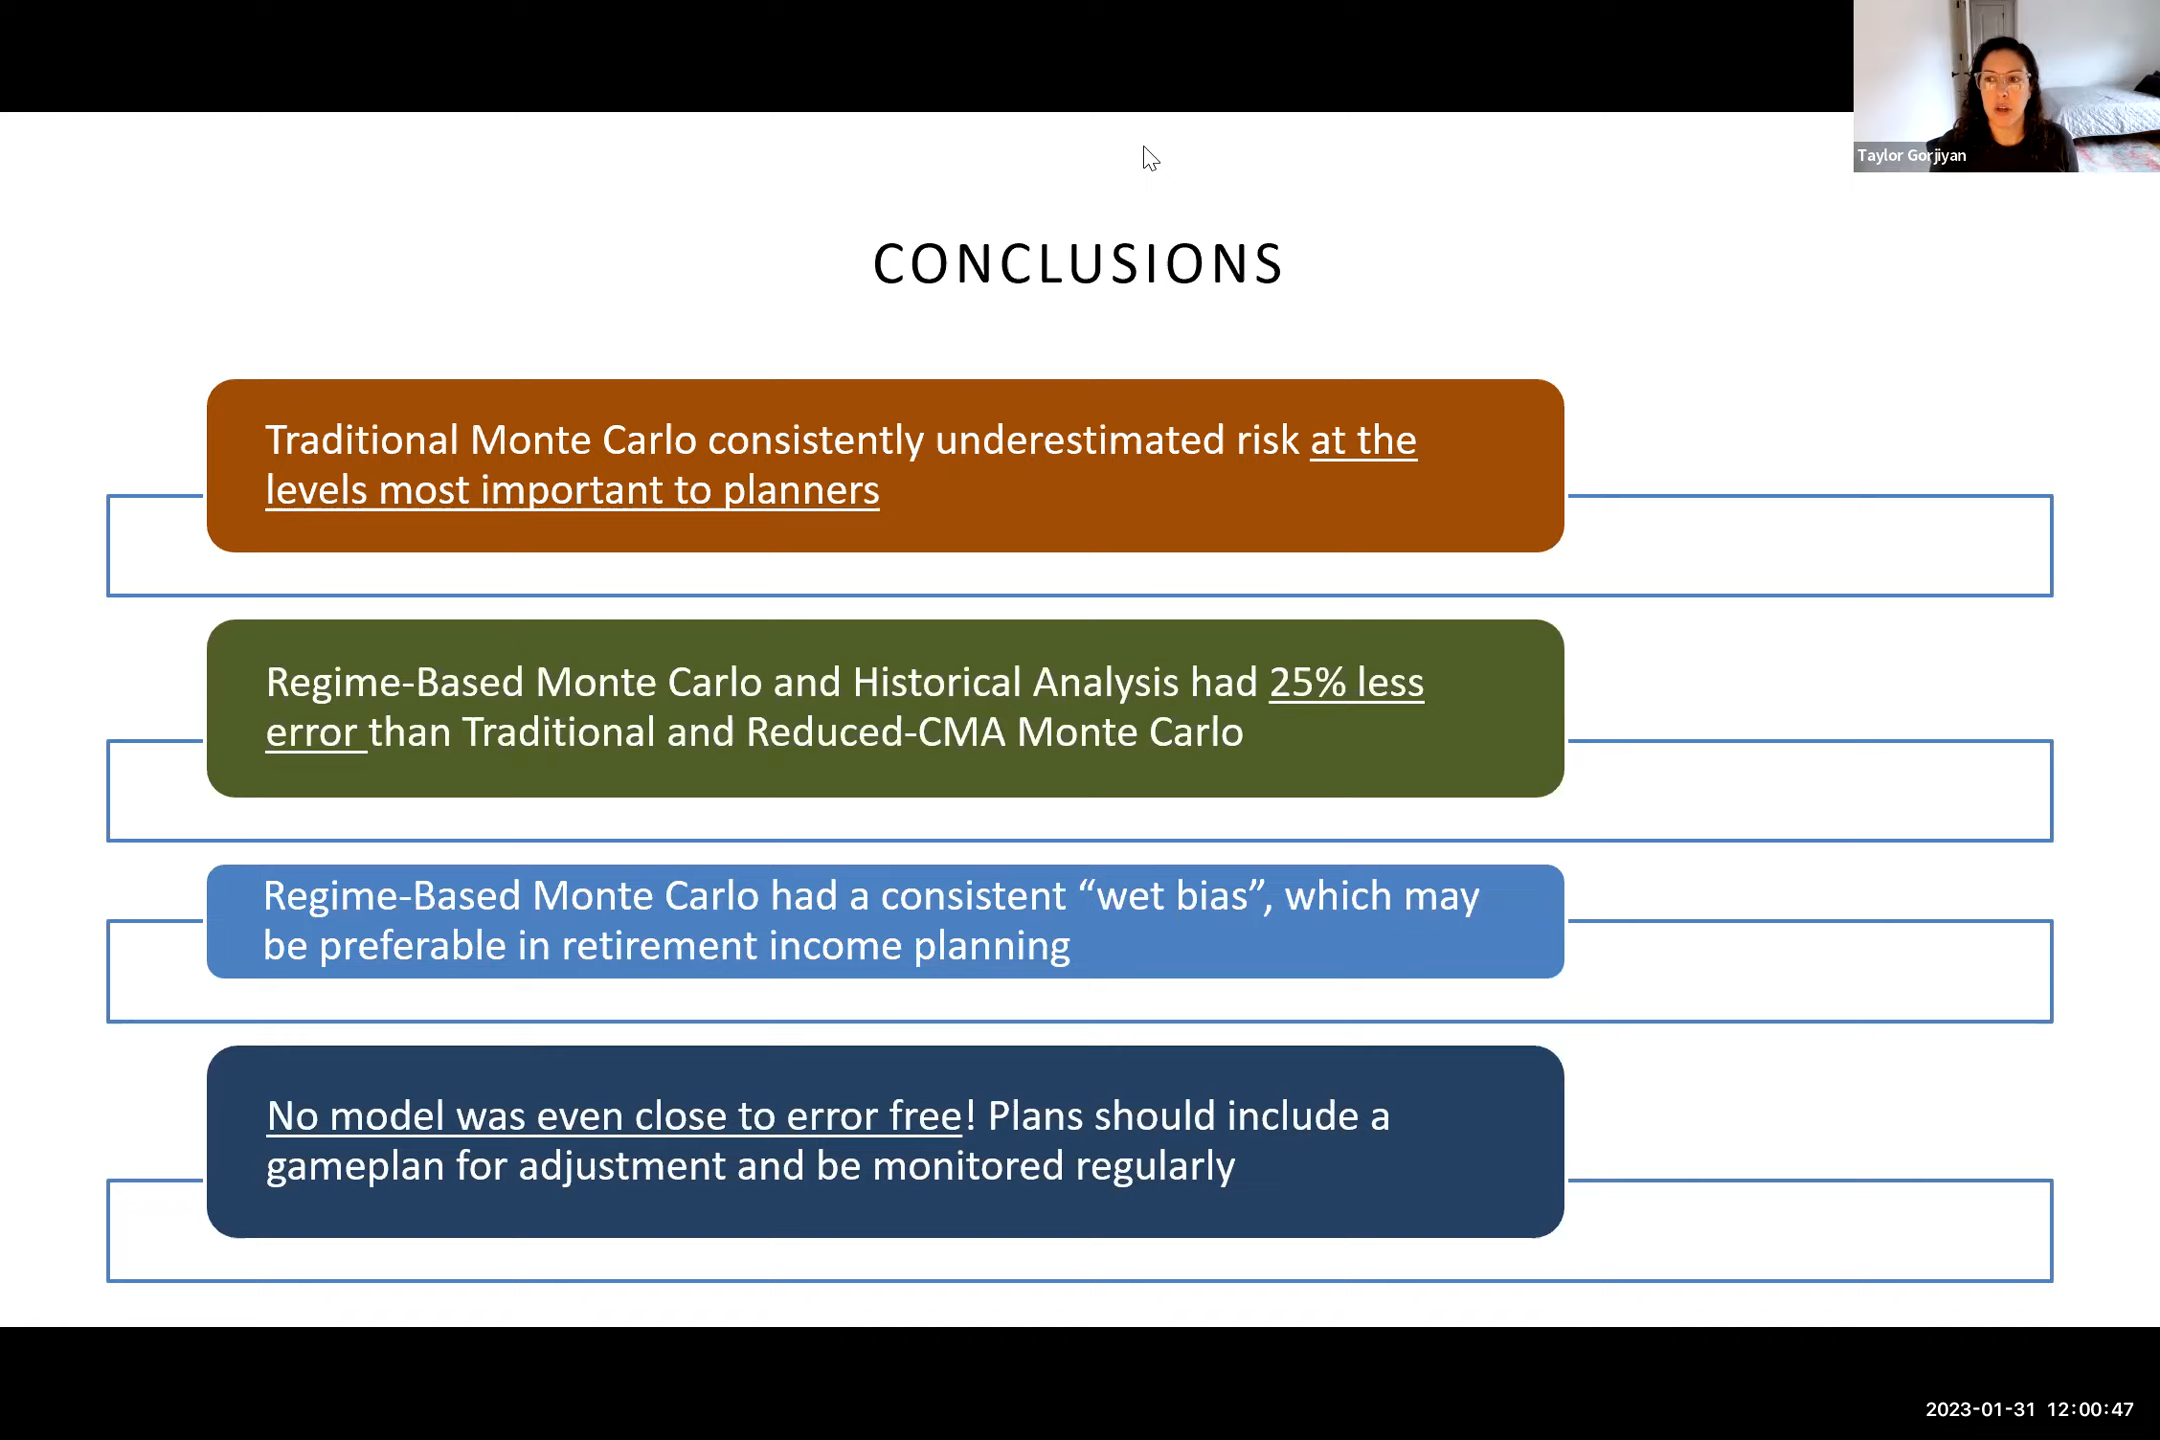 Taylor Gorjiyan
CONCLUSIONS
Traditional Monte Carlo consistently underestimated risk at the
levels most important to planners
Regime-Based Monte Carlo and Historical Analysis had 25% less
error than Traditional and Reduced-CMA Monte Carlo
Regime-Based Monte Carlo had a consistent “wet bias”, which may
be preferable in retirement income planning
No model was even close to error free! Plans should include a
gameplan for adjustment and be monitored regularly
2023-01-31 12:00:47